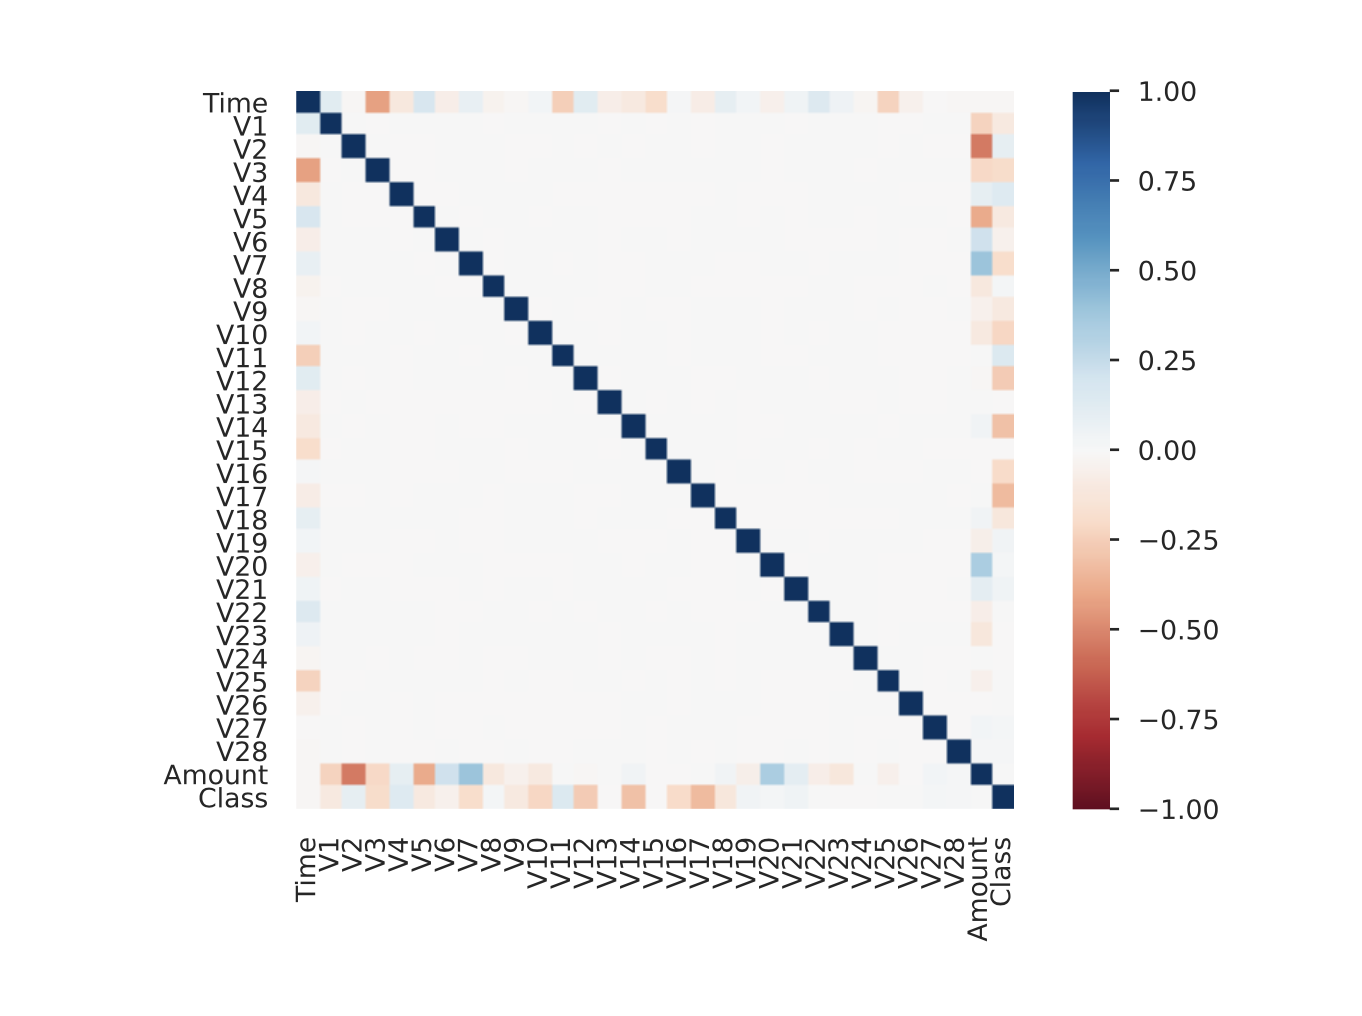 Time
V1
V2
V3
V4
V5
V6
V7
V8
V9
V10
V11
V12
V13
V14
V15
V16
V17
V18
V19
V20
V21
V22
V23
V24
V25
V26
V27
V28
Amount
Class
Time
V1
V2
V3
V4
V5
V6
V7
V8
V9
V10
V11
V12
V13
V14
V15
V16
V17
V18
V19
V20
V21
V22
V23
V24
V25
V26
V27
V28
Amount
Class
1.00
0.75
0.50
0.25
0.00
−0.25
−0.50
−0.75
−1.00